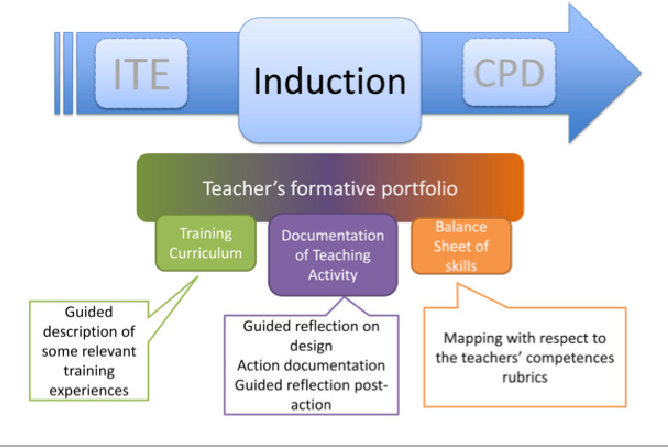 ITE
Induction
CPD
Teacher’s formative portfolio
Training
Curriculum
Documentation
of Teaching
Activity
Balance
Sheet of
skills
Guided
description of
some relevant
training
experiences
Guided reflection on
design
Action documentation
Guided reflection post-
action
Mapping with respect to
the teachers’ competences
rubrics